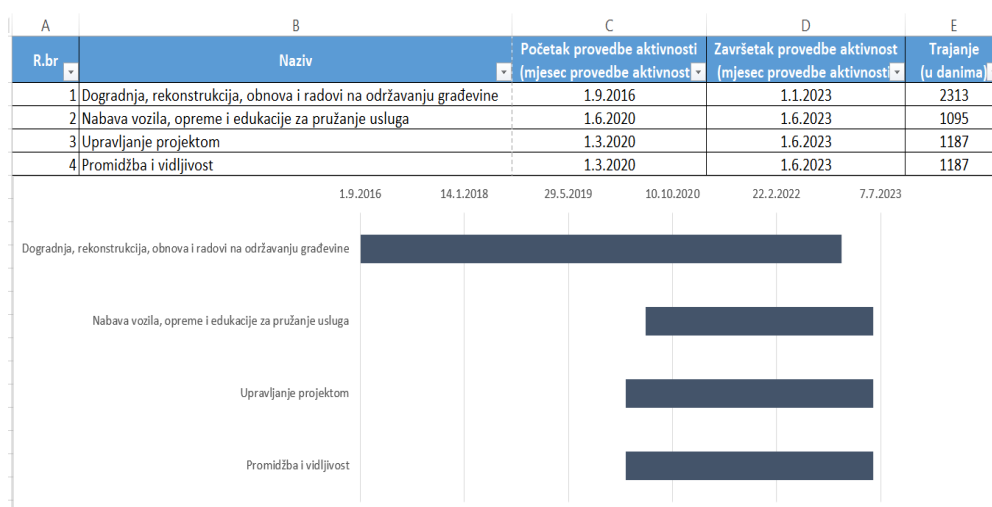 A B C D E
R.br Naziv Početak provedbe aktivnosti (mjesec provedbe aktivnost Završetak provedbe aktivnost (mjesec provedbe aktivnosti Trajanje (u danima)
1 Dogradnja, rekonstrukcija, obnova i radovi na održavanju građevine 1.9.2016 1.1.2023 2313
2 Nabava vozila, opreme i edukacije za pružanje usluga 1.6.2020 1.6.2023 1095
3 Upravljanje projektom 1.3.2020 1.6.2023 1187
4 Promidžba i vidljivost 1.3.2020 1.6.2023 1187
1.9.2016 14.1.2018 29.5.2019 10.10.2020 22.2.2022 7.7.2023
Dogradnja, rekonstrukcija, obnova i radovi na održavanju građevine
Nabava vozila, opreme i edukacije za pružanje usluga
Upravljanje projektom
Promidžba i vidljivost